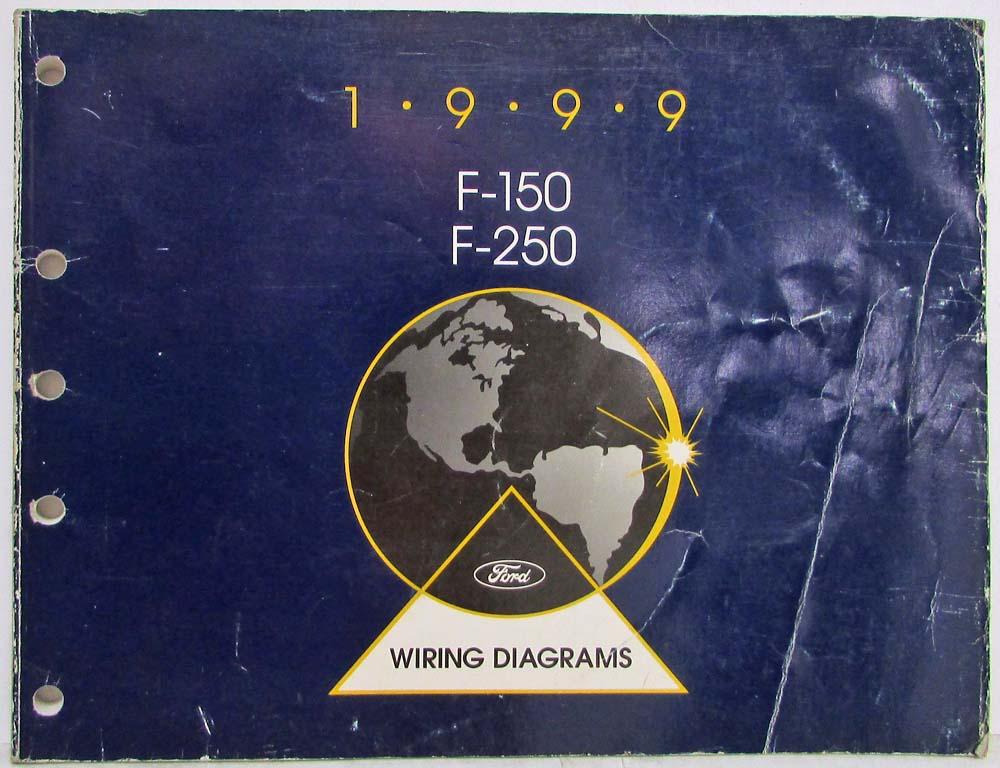 1 · 9 · 9 · 9
F-150
F-250
Ford
WIRING DIAGRAMS